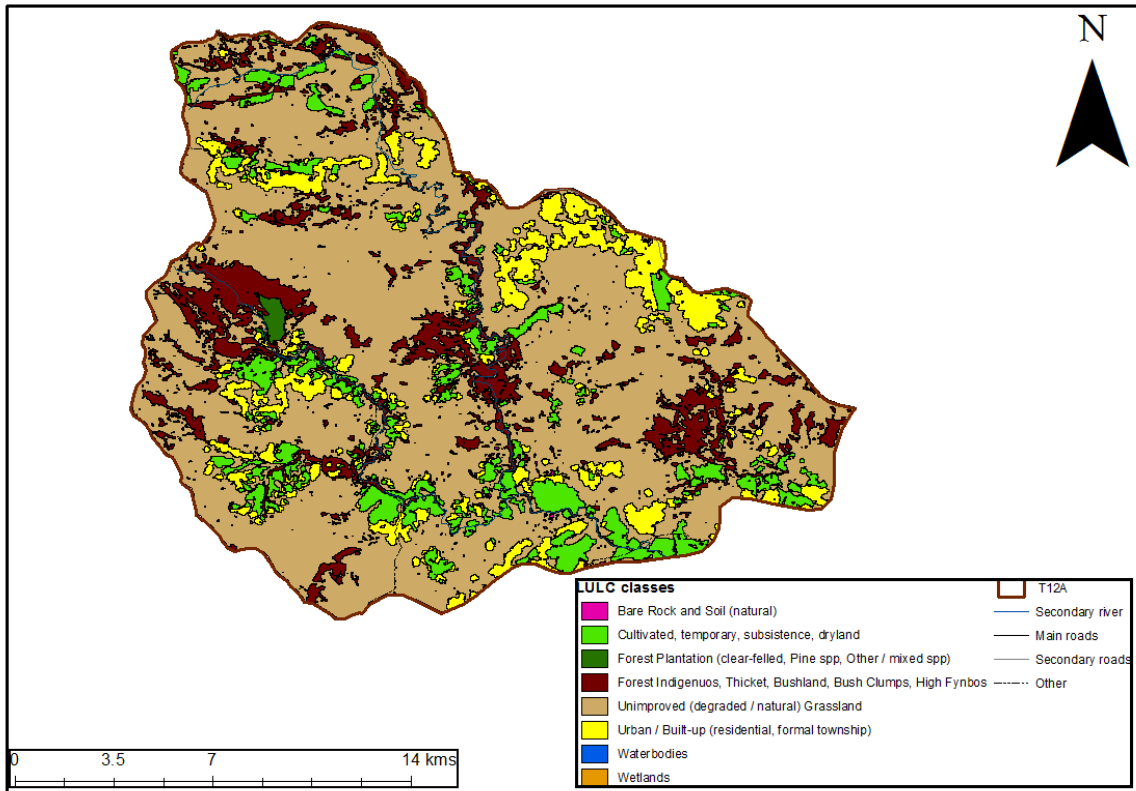 N
LULC classes
Bare Rock and Soil (natural)
Cultivated, temporary, subsistence, dryland
Forest Plantation (clear-felled, Pine spp, Other / mixed spp)
Forest Indigenuos, Thicket, Bushland, Bush Clumps, High Fynbos
Unimproved (degraded / natural) Grassland
Urban / Built-up (residential, formal township)
Waterbodies
Wetlands
T12A
Secondary river
Main roads
Secondary roads
Other
0 3.5 7 14 kms